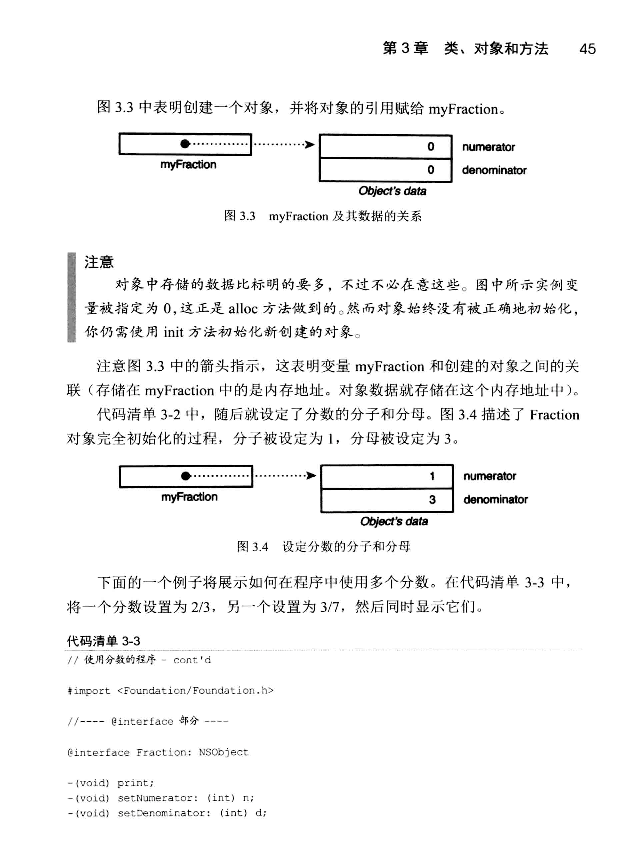 第 3 章 类、对象和方法 45
图 3.3 中表明创建一个对象，并将对象的引用赋给 myFraction。
0 numerator
myFraction 0 denominator
Object's data
图 3.3 myFraction 及其数据的关系
注意
对象中存储的数据比标明的要多，不过不必在意这些。图中所示实例变
量被指定为 0，这正是 alloc 方法做到的。然而对象始终没有被正确地初始化，
你仍需使用 init 方法初始化新创建的对象。
注意图 3.3 中的箭头指示，这表明变量 myFraction 和创建的对象之间的关
联（存储在 myFraction 中的是内存地址。对象数据就存储在这个内存地址中）。
代码清单 3-2 中，随后就设定了分数的分子和分母。图 3.4 描述了 Fraction
对象完全初始化的过程，分子被设定为 1，分母被设定为 3。
1 numerator
myFraction 3 denominator
Object's data
图 3.4 设定分数的分子和分母
下面的一个例子将展示如何在程序中使用多个分数。在代码清单 3-3 中，
将一个分数设置为 2/3，另一个设置为 3/7，然后同时显示它们。
代码清单 3-3
// 使用分数的程序 - cont'd
#import <Foundation/Foundation.h>
//---- @interface 部分 ----
@interface Fraction: NSObject
-(void) print;
-(void) setNumerator: (int) n;
-(void) setDenominator: (int) d;